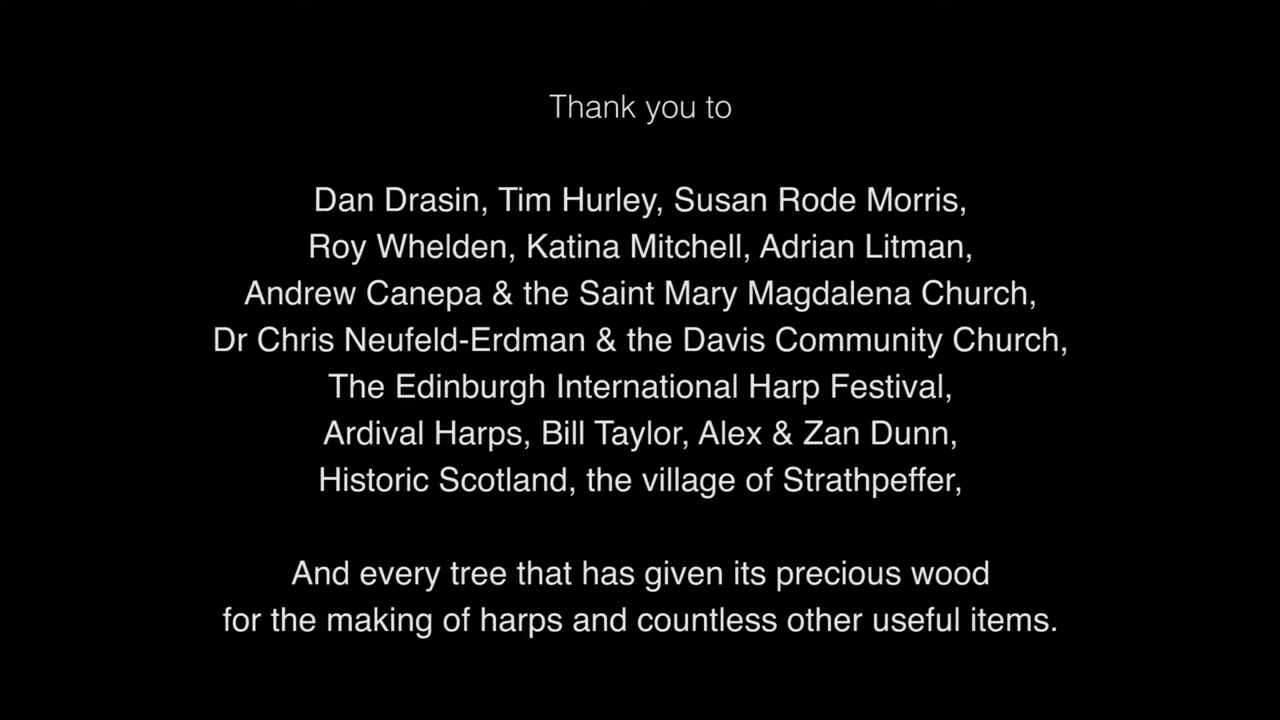 Thank you to
Dan Drasin, Tim Hurley, Susan Rode Morris,
Roy Whelden, Katina Mitchell, Adrian Litman,
Andrew Canepa & the Saint Mary Magdalena Church,
Dr Chris Neufeld-Erdman & the Davis Community Church,
The Edinburgh International Harp Festival,
Ardival Harps, Bill Taylor, Alex & Zan Dunn,
Historic Scotland, the village of Strathpeffer,
And every tree that has given its precious wood
for the making of harps and countless other useful items.